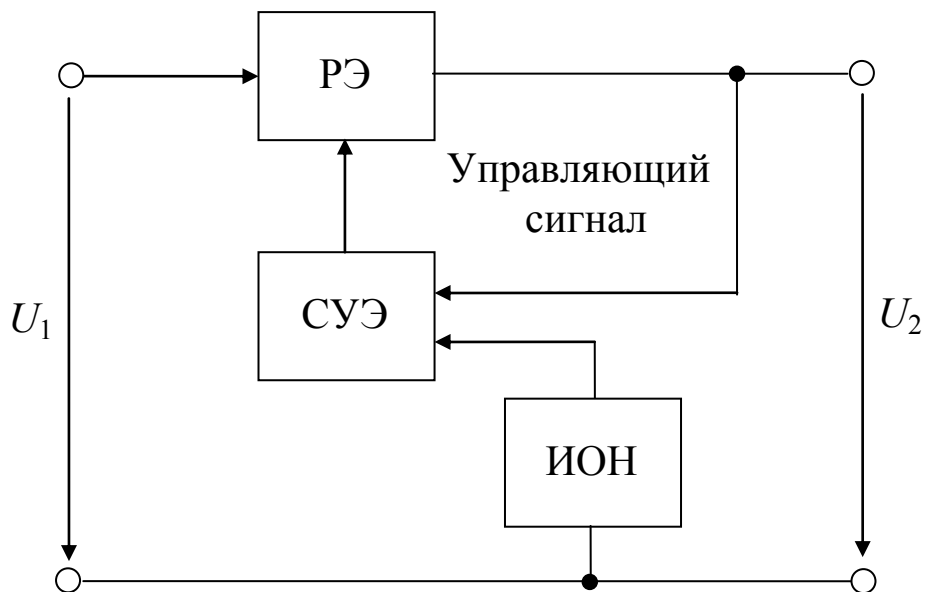 РЭ
Управляющий
сигнал
СУЭ
U1
U2
ИОН